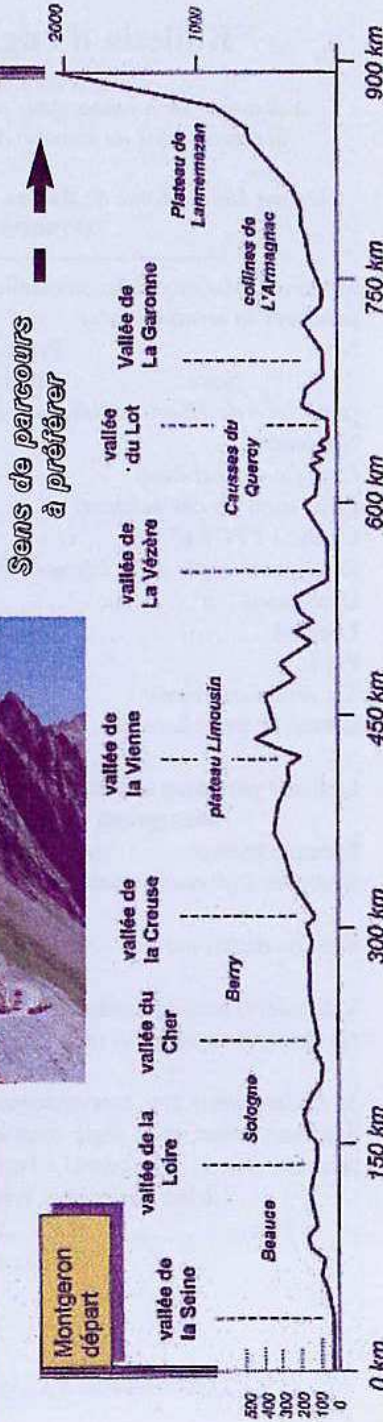 Sens de parcours
à préférer
Montgeron
départ
vallée de
la Seine
vallée de la
Loire
vallée du
Cher
vallée de
la Creuse
vallée de
la Vienne
vallée de
La Vézère
vallée
du Lot
Vallée de
La Garonne
2000
1000
Beauce
Sologne
Berry
plateau Limousin
Causses du
Quercy
collines de
L'Armagnac
Plateau de
Lannemezan
500
400
300
200
100
0
0 km
150 km
300 km
450 km
600 km
750 km
900 km